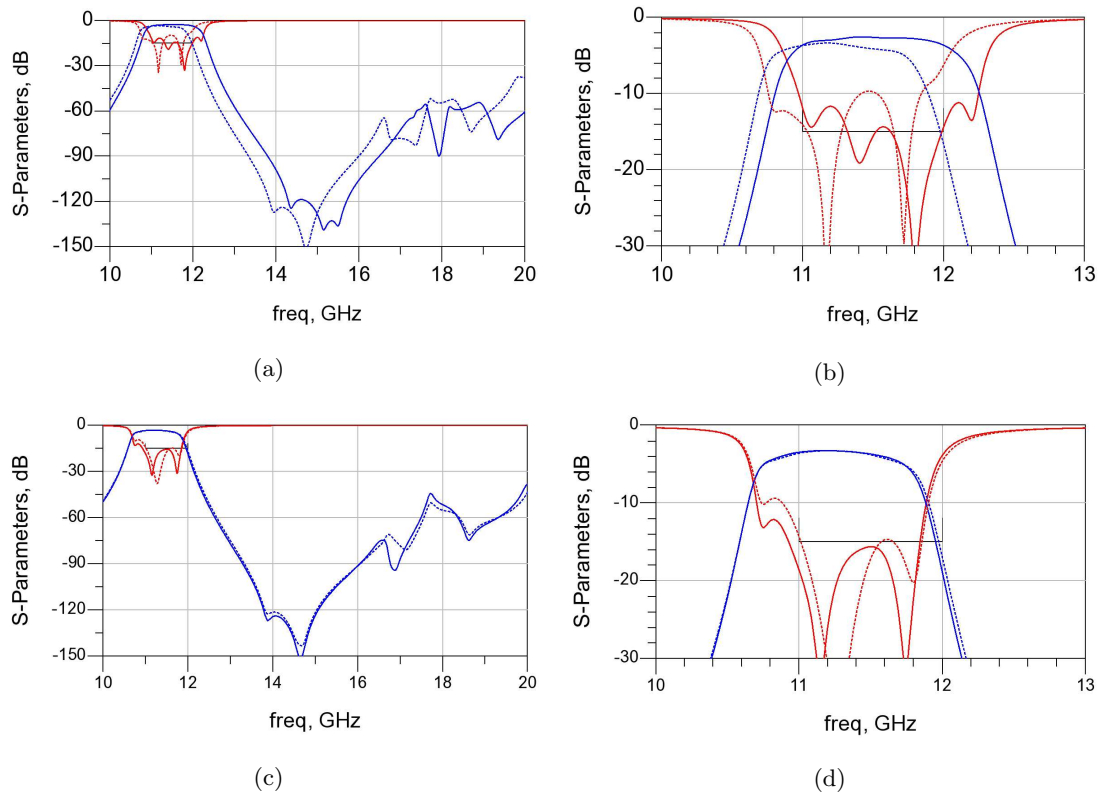 S-Parameters, dB
0
-30
-60
-90
-120
-150
10 12 14 16 18 20
freq, GHz
(a)
S-Parameters, dB
0
-10
-20
-30
10 11 12 13
freq, GHz
(b)
S-Parameters, dB
0
-30
-60
-90
-120
-150
10 12 14 16 18 20
freq, GHz
(c)
S-Parameters, dB
0
-10
-20
-30
10 11 12 13
freq, GHz
(d)